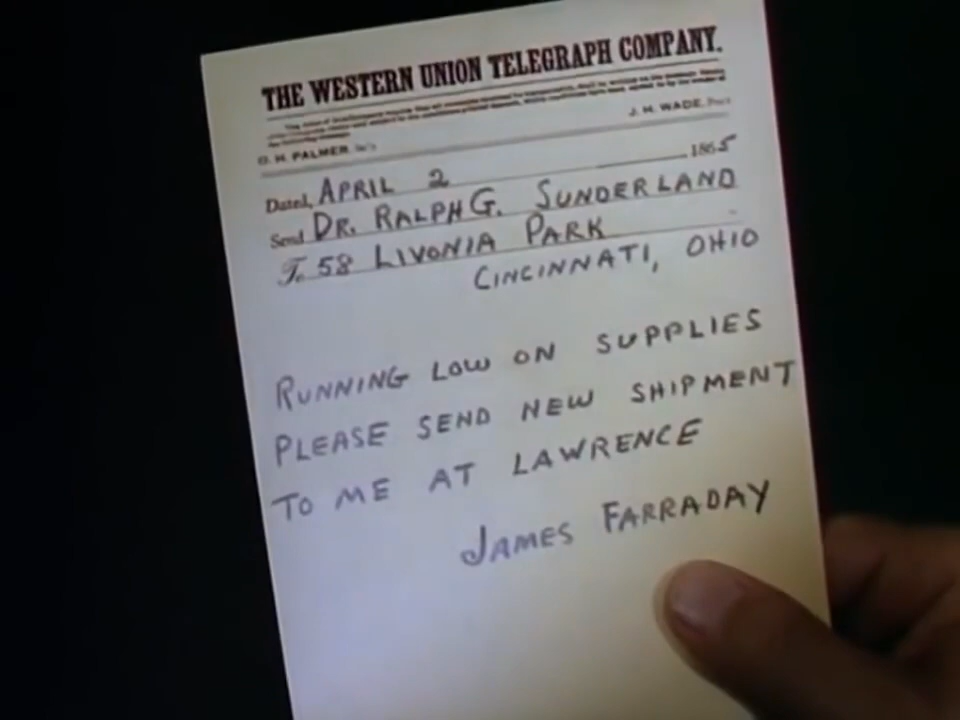 THE WESTERN UNION TELEGRAPH COMPANY.
J. H. WADE, Pres't
O. H. PALMER, Sec'y
Dated, APRIL 2 1865
Send DR. RALPH G. SUNDERLAND
To 58 LIVONIA PARK
CINCINNATI, OHIO
RUNNING LOW ON SUPPLIES
PLEASE SEND NEW SHIPMENT
TO ME AT LAWRENCE
JAMES FARRADAY